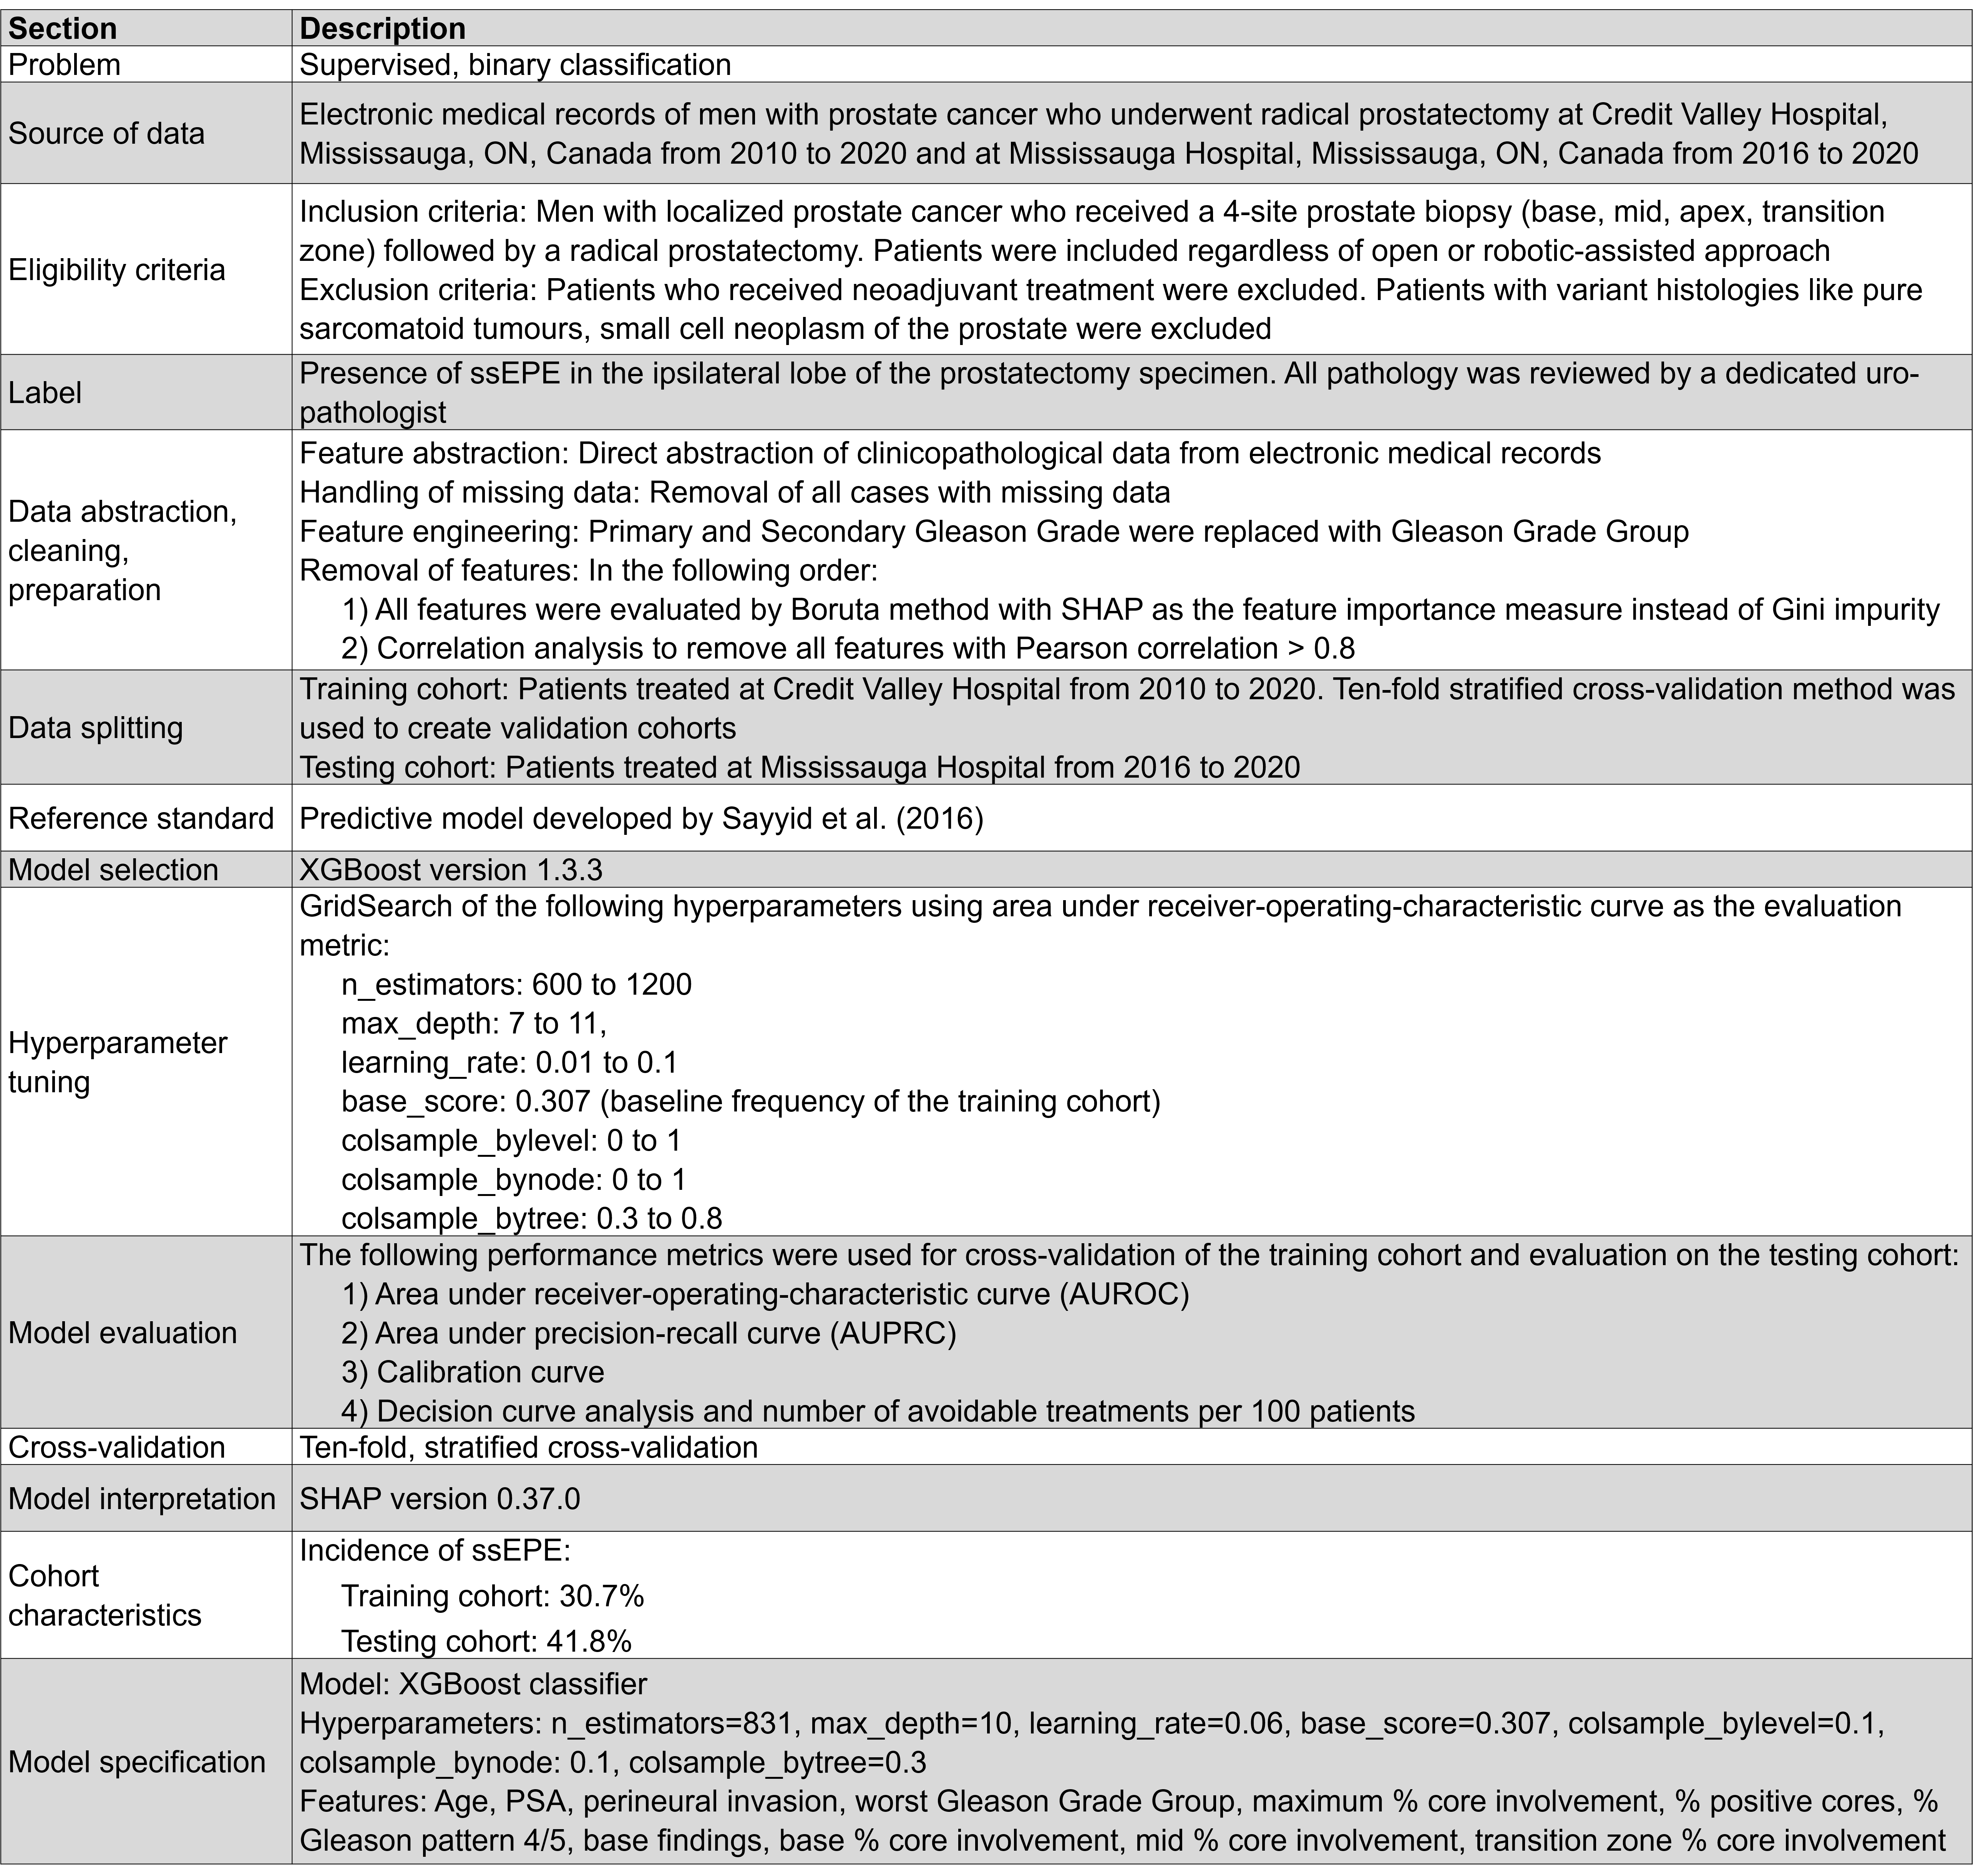 Section Description
Problem Supervised, binary classification
Source of data
Electronic medical records of men with prostate cancer who underwent radical prostatectomy at Credit Valley Hospital,
Mississauga, ON, Canada from 2010 to 2020 and at Mississauga Hospital, Mississauga, ON, Canada from 2016 to 2020
Eligibility criteria
Inclusion criteria: Men with localized prostate cancer who received a 4-site prostate biopsy (base, mid, apex, transition
zone) followed by a radical prostatectomy. Patients were included regardless of open or robotic-assisted approach
Exclusion criteria: Patients who received neoadjuvant treatment were excluded. Patients with variant histologies like pure
sarcomatoid tumours, small cell neoplasm of the prostate were excluded
Label
Presence of ssEPE in the ipsilateral lobe of the prostatectomy specimen. All pathology was reviewed by a dedicated uro-
pathologist
Data abstraction,
cleaning,
preparation
Feature abstraction: Direct abstraction of clinicopathological data from electronic medical records
Handling of missing data: Removal of all cases with missing data
Feature engineering: Primary and Secondary Gleason Grade were replaced with Gleason Grade Group
Removal of features: In the following order:
1) All features were evaluated by Boruta method with SHAP as the feature importance measure instead of Gini impurity
2) Correlation analysis to remove all features with Pearson correlation > 0.8
Data splitting
Training cohort: Patients treated at Credit Valley Hospital from 2010 to 2020. Ten-fold stratified cross-validation method was
used to create validation cohorts
Testing cohort: Patients treated at Mississauga Hospital from 2016 to 2020
Reference standard Predictive model developed by Sayyid et al. (2016)
Model selection XGBoost version 1.3.3
Hyperparameter
tuning
GridSearch of the following hyperparameters using area under receiver-operating-characteristic curve as the evaluation
metric:
n_estimators: 600 to 1200
max_depth: 7 to 11,
learning_rate: 0.01 to 0.1
base_score: 0.307 (baseline frequency of the training cohort)
colsample_bylevel: 0 to 1
colsample_bynode: 0 to 1
colsample_bytree: 0.3 to 0.8
Model evaluation
The following performance metrics were used for cross-validation of the training cohort and evaluation on the testing cohort:
1) Area under receiver-operating-characteristic curve (AUROC)
2) Area under precision-recall curve (AUPRC)
3) Calibration curve
4) Decision curve analysis and number of avoidable treatments per 100 patients
Cross-validation Ten-fold, stratified cross-validation
Model interpretation SHAP version 0.37.0
Cohort
characteristics
Incidence of ssEPE:
Training cohort: 30.7%
Testing cohort: 41.8%
Model specification
Model: XGBoost classifier
Hyperparameters: n_estimators=831, max_depth=10, learning_rate=0.06, base_score=0.307, colsample_bylevel=0.1,
colsample_bynode: 0.1, colsample_bytree=0.3
Features: Age, PSA, perineural invasion, worst Gleason Grade Group, maximum % core involvement, % positive cores, %
Gleason pattern 4/5, base findings, base % core involvement, mid % core involvement, transition zone % core involvement